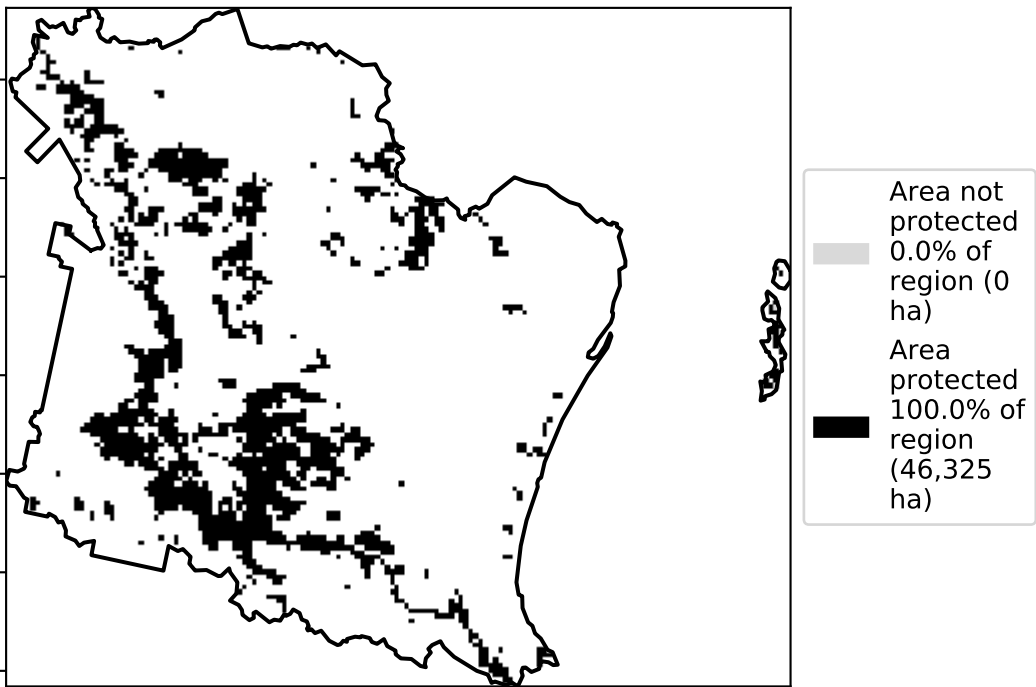 Area not
protected
0.0% of
region (0
ha)
Area
protected
100.0% of
region
(46,325
ha)